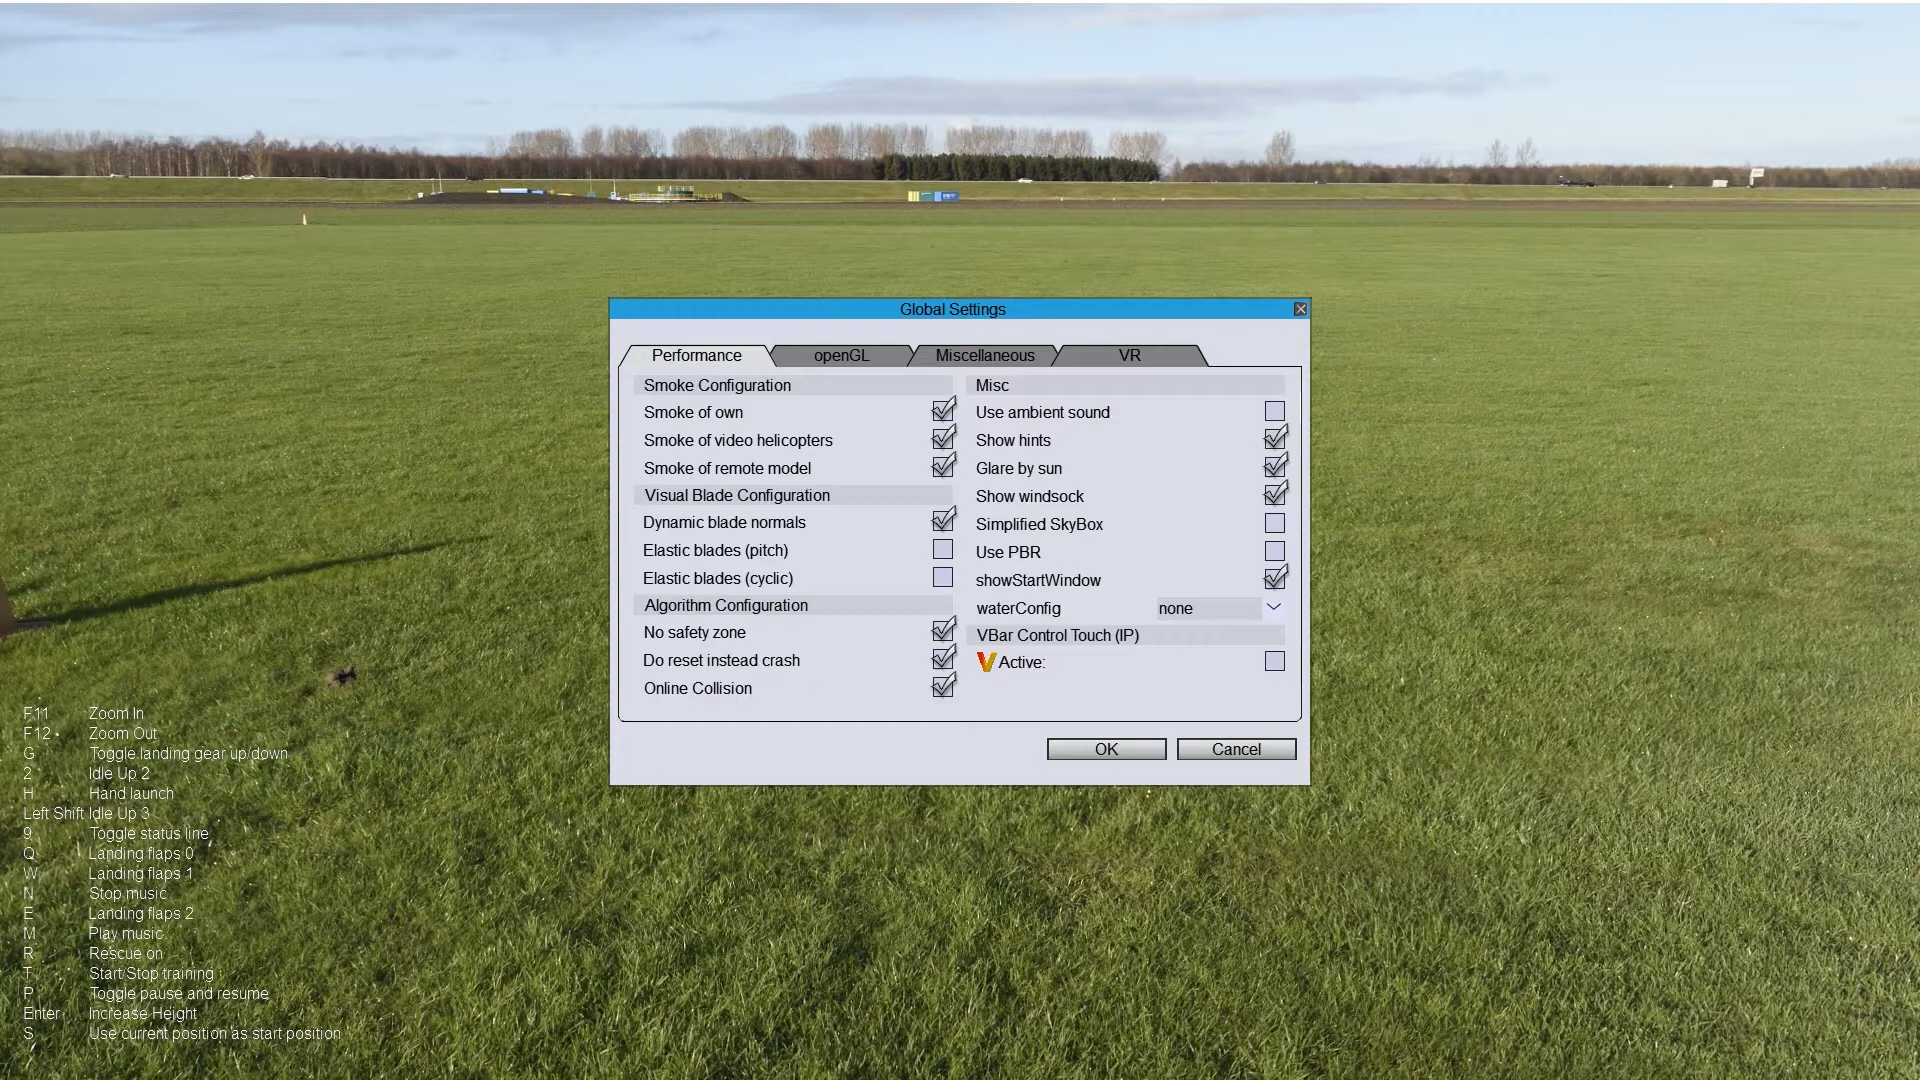 Global Settings
Performance
openGL
Miscellaneous
VR
Smoke Configuration
Smoke of own
Smoke of video helicopters
Smoke of remote model
Visual Blade Configuration
Dynamic blade normals
Elastic blades (pitch)
Elastic blades (cyclic)
Algorithm Configuration
No safety zone
Do reset instead crash
Online Collision
Misc
Use ambient sound
Show hints
Glare by sun
Show windsock
Simplified SkyBox
Use PBR
showStartWindow
waterConfig none
VBar Control Touch (IP)
Active:
OK
Cancel
F11 Zoom In
F12 Zoom Out
G Toggle landing gear up/down
2 Idle Up 2
H Hand launch
Left Shift Idle Up 3
9 Toggle status line
Q Landing flaps 0
W Landing flaps 1
N Stop music
E Landing flaps 2
M Play music
R Rescue on
T Start/Stop training
P Toggle pause and resume
Enter Increase Height
S Use current position as start position